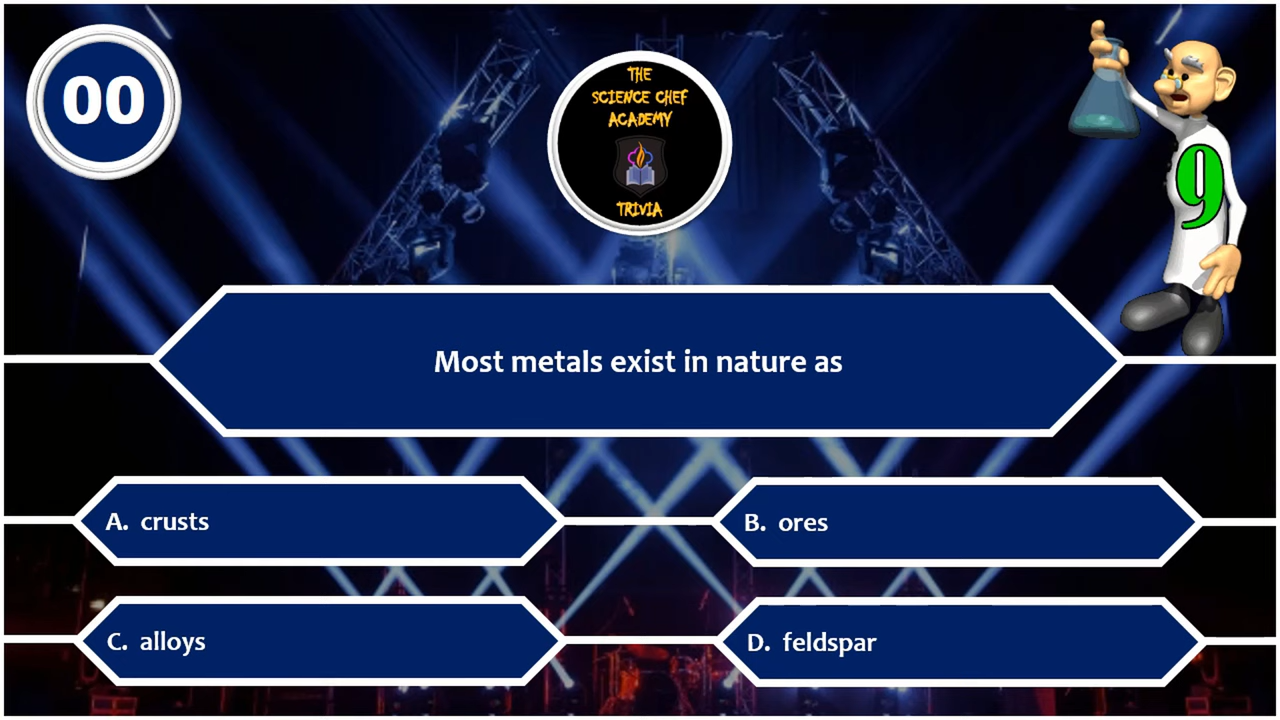 00
THE
SCIENCE CHEF
ACADEMY
TRIVIA
9
Most metals exist in nature as
A. crusts
B. ores
C. alloys
D. feldspar